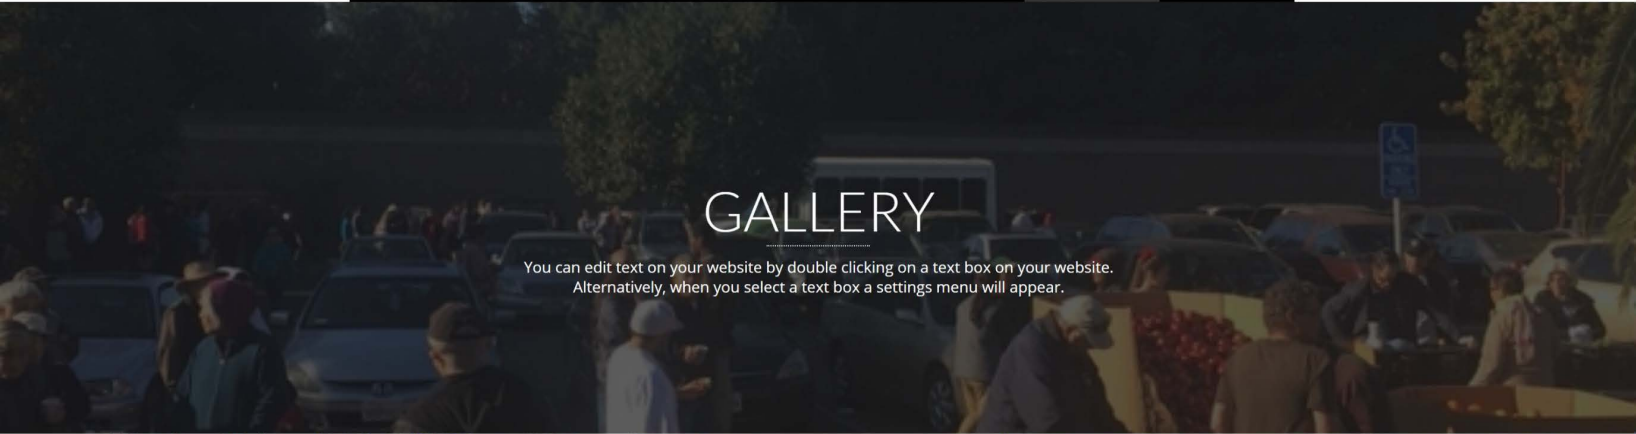 GALLERY
You can edit text on your website by double clicking on a text box on your website.
Alternatively, when you select a text box a settings menu will appear.